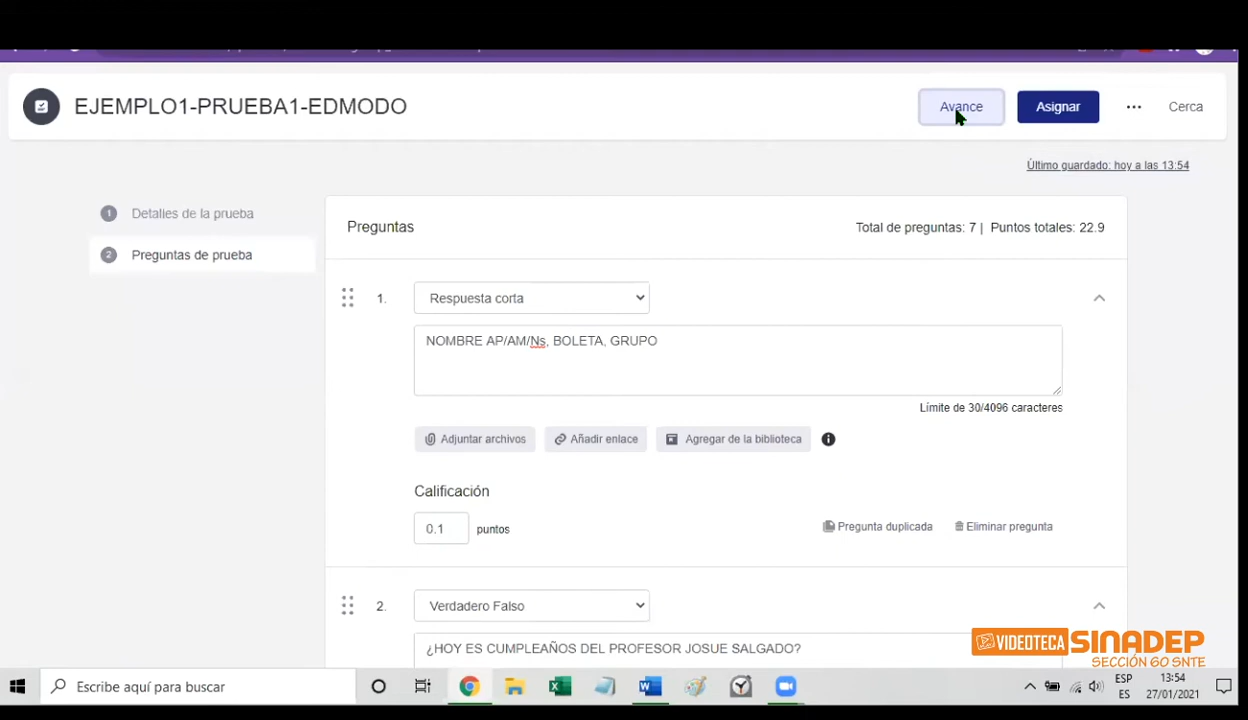 EJEMPLO1-PRUEBA1-EDMODO
Avance
Asignar
Cerca
Último guardado: hoy a las 13:54
1 Detalles de la prueba
2 Preguntas de prueba
Preguntas
Total de preguntas: 7 | Puntos totales: 22.9
1. Respuesta corta
NOMBRE AP/AM/Ns, BOLETA, GRUPO
Límite de 30/4096 caracteres
Adjuntar archivos
Añadir enlace
Agregar de la biblioteca
Calificación
0.1 puntos
Pregunta duplicada
Eliminar pregunta
2. Verdadero Falso
¿HOY ES CUMPLEAÑOS DEL PROFESOR JOSUE SALGADO?
VIDEOTECA SINADEP
SECCIÓN 60 SNTE
Escribe aquí para buscar
ESP
ES
13:54
27/01/2021